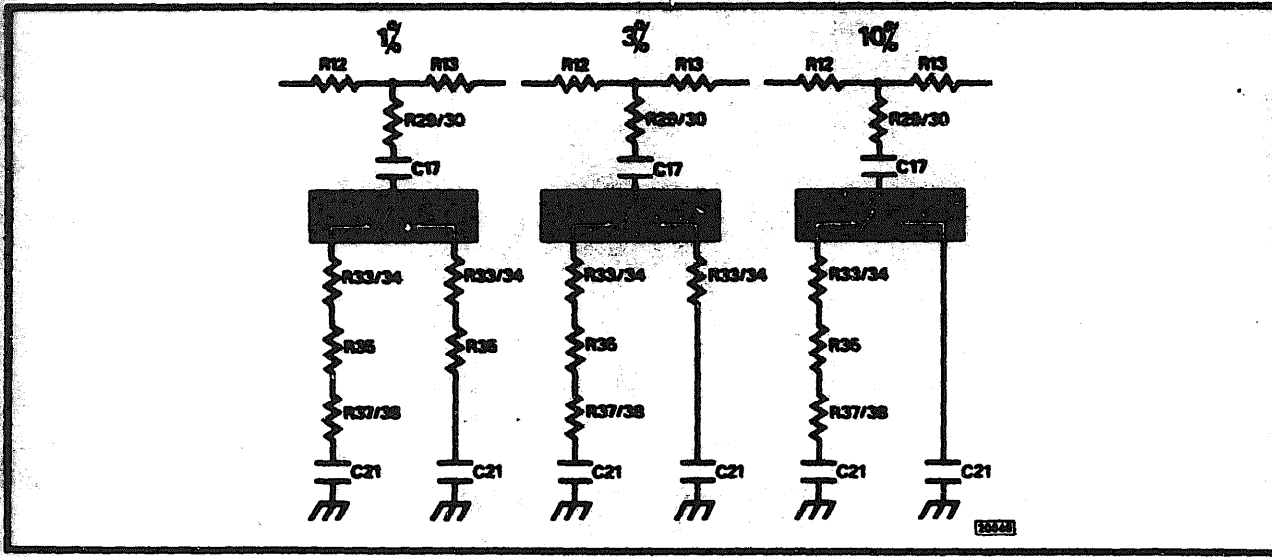 1% 3% 10%
R12 R13 R12 R13 R12 R13
R29/30 R29/30 R29/30
C17 C17 C17
R33/34 R33/34 R33/34 R33/34 R33/34
R35 R35 R35 R35
R37/38 R37/38 R37/38
C21 C21 C21 C21 C21 C21